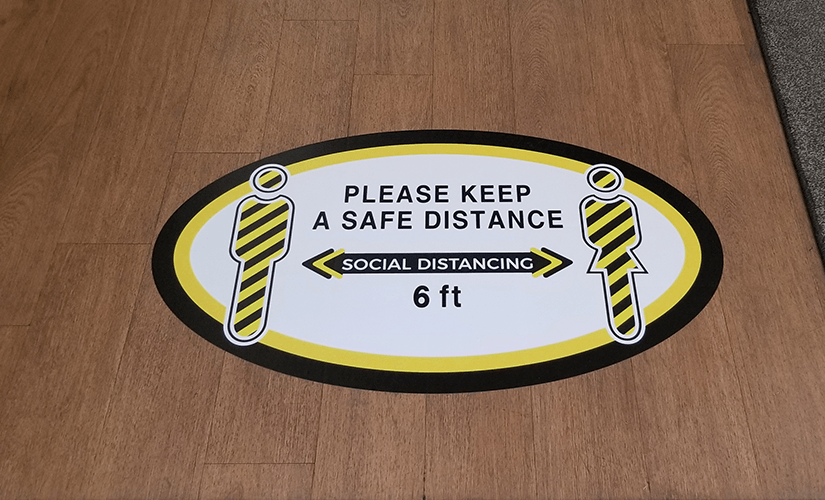 PLEASE KEEP
A SAFE DISTANCE
SOCIAL DISTANCING
6 ft